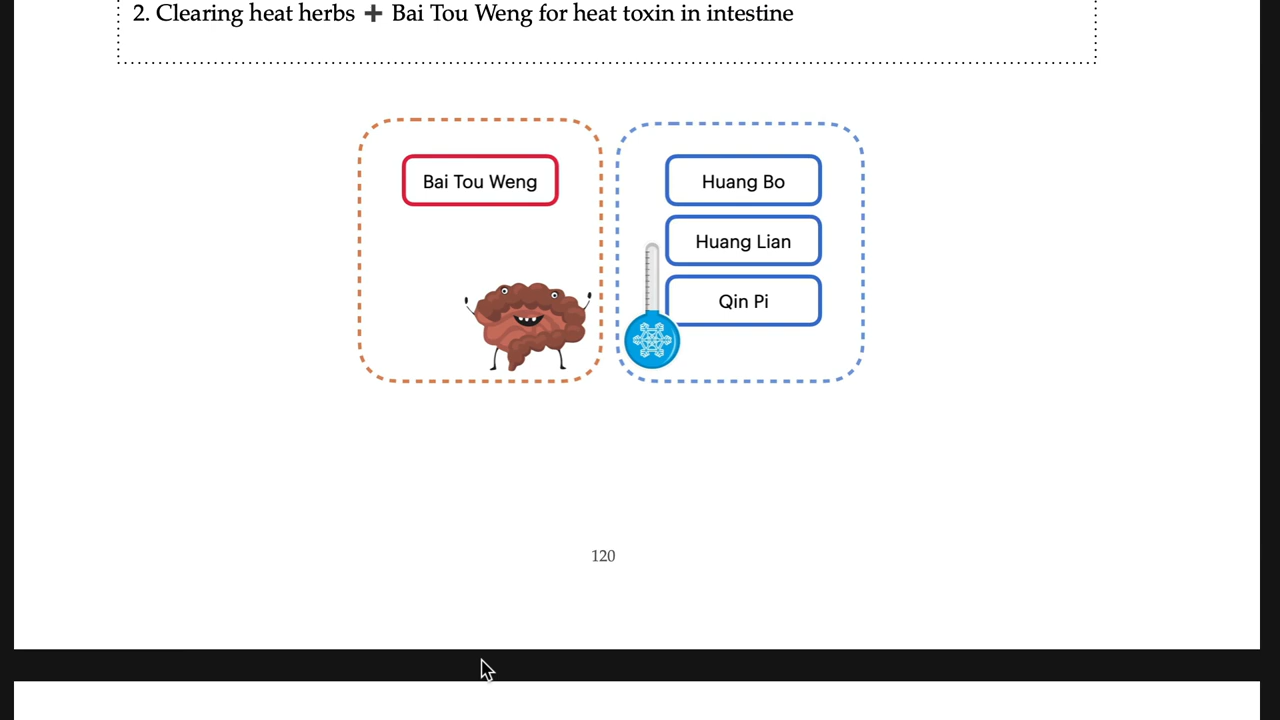 2. Clearing heat herbs ➕ Bai Tou Weng for heat toxin in intestine
Bai Tou Weng
Huang Bo
Huang Lian
Qin Pi
120